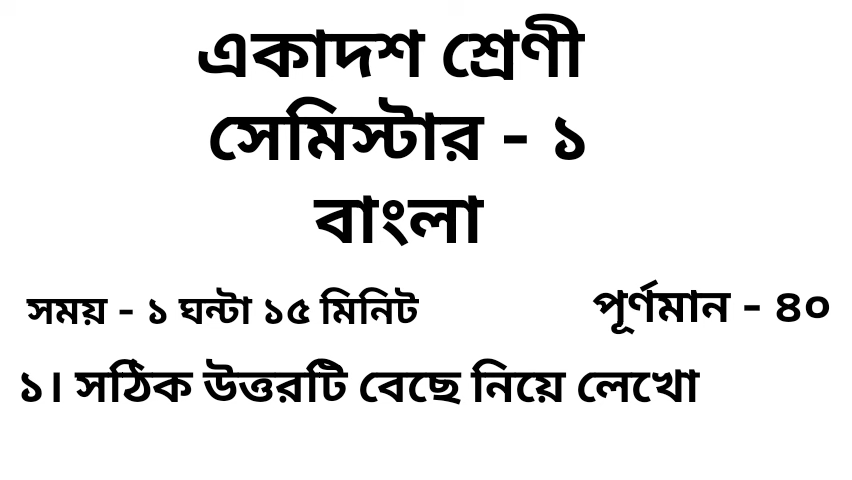 একাদশ শ্রেণী
সেমিস্টার - ১
বাংলা
সময় - ১ ঘন্টা ১৫ মিনিট পূর্ণমান - ৪০
১। সঠিক উত্তরটি বেছে নিয়ে লেখো